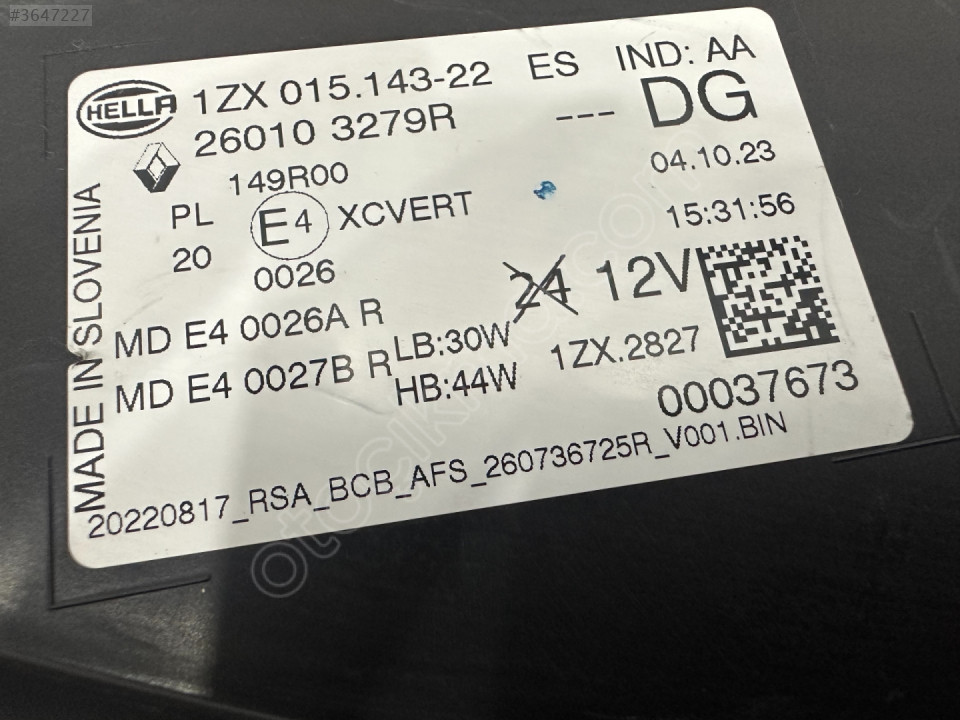 #3647227
HELLA 1ZX 015.143-22 ES IND: AA
26010 3279R --- DG
149R00 04.10.23
PL E4 XCVERT 15:31:56
20 0026 24 12V
MD E4 0026A R LB:30W 1ZX.2827
MD E4 0027B R HB:44W 00037673
20220817_RSA_BCB_AFS_260736725R_V001.BIN
MADE IN SLOVENIA